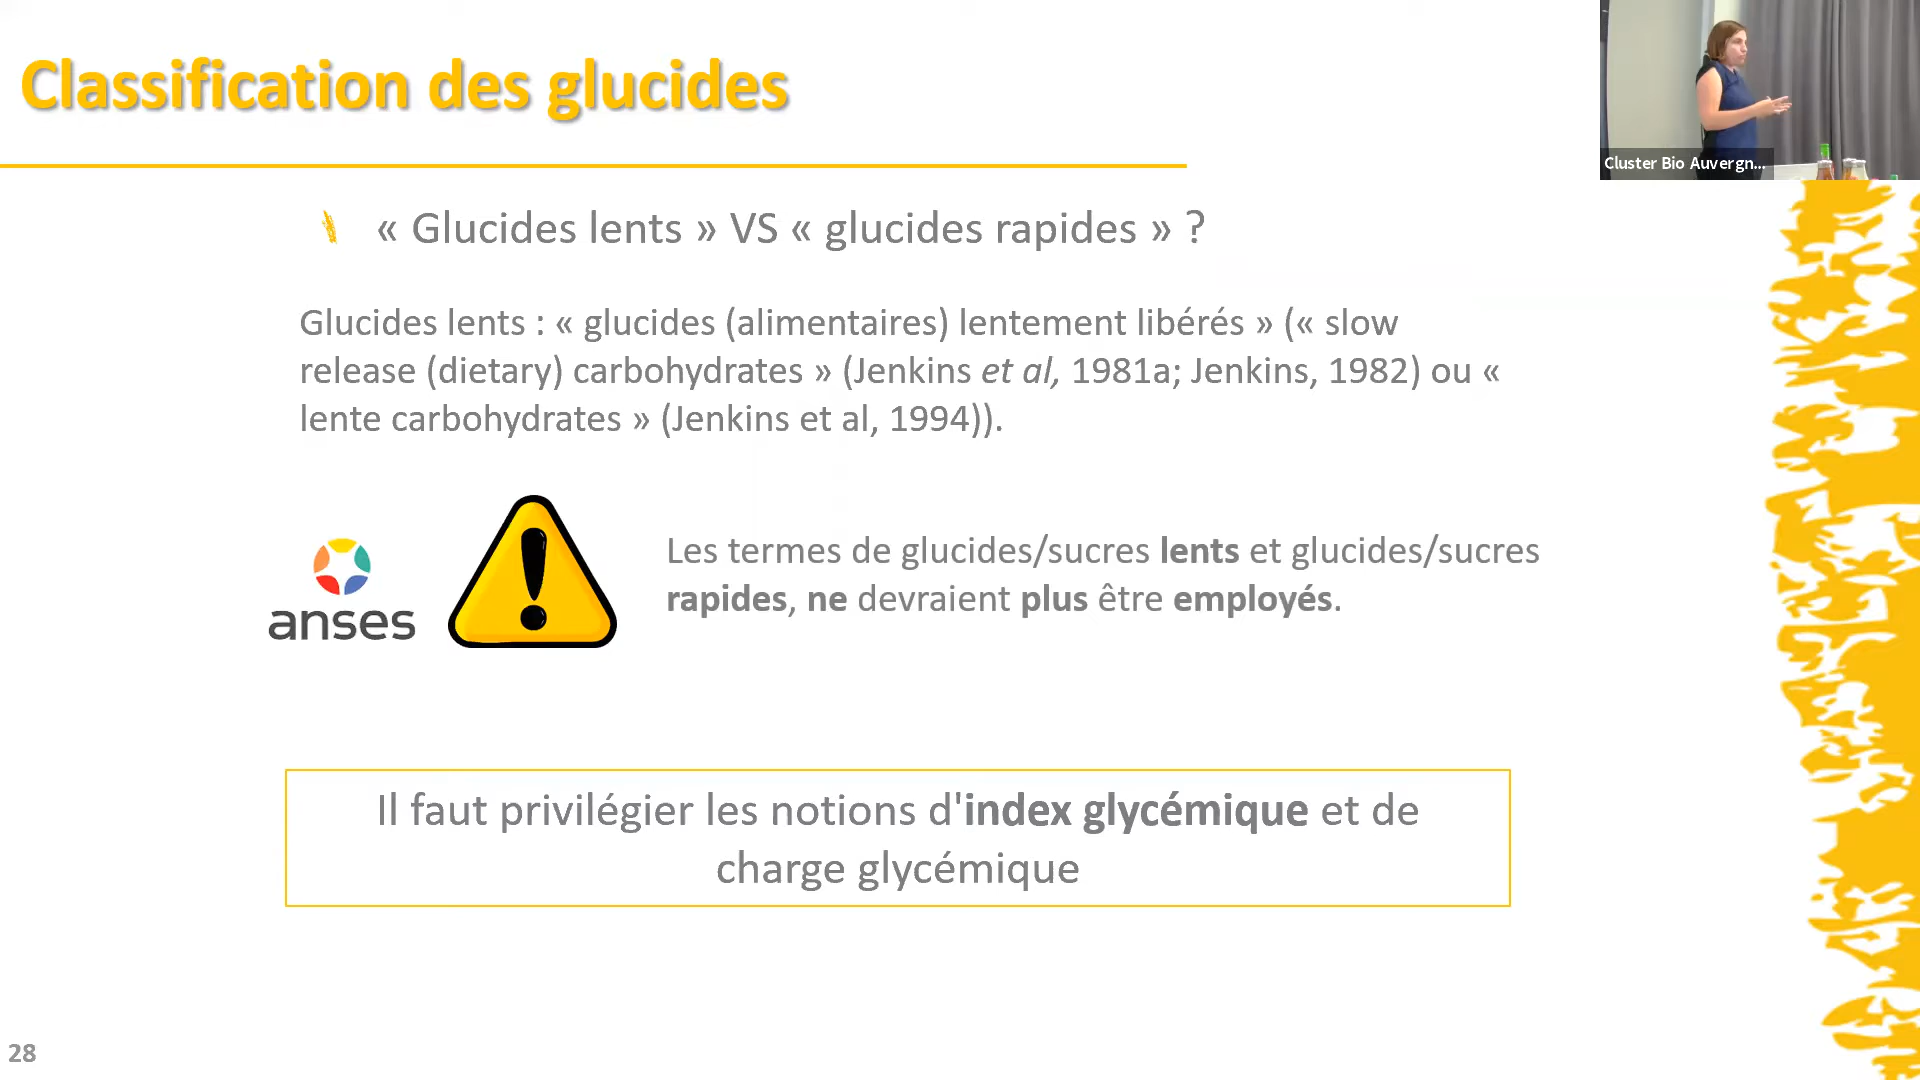 Classification des glucides
Cluster Bio Auvergn...
« Glucides lents » VS « glucides rapides » ?
Glucides lents : « glucides (alimentaires) lentement libérés » (« slow
release (dietary) carbohydrates » (Jenkins et al, 1981a; Jenkins, 1982) ou «
lente carbohydrates » (Jenkins et al, 1994)).
anses
Les termes de glucides/sucres lents et glucides/sucres
rapides, ne devraient plus être employés.
Il faut privilégier les notions d'index glycémique et de
charge glycémique
28